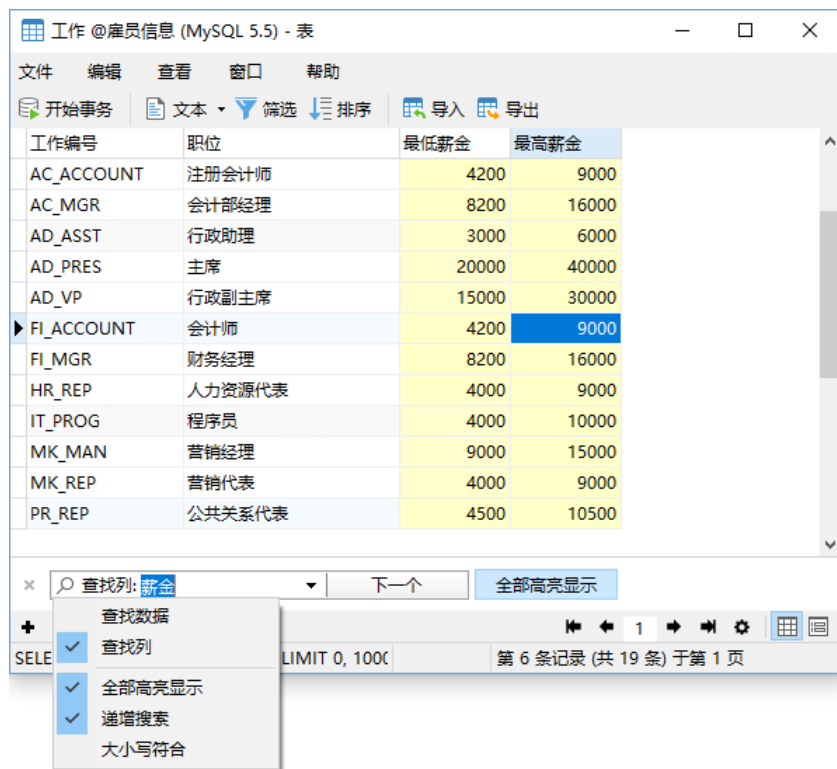 工作 @雇员信息 (MySQL 5.5) - 表
文件 编辑 查看 窗口 帮助
开始事务 文本 筛选 排序 导入 导出
工作编号 职位 最低薪金 最高薪金
AC_ACCOUNT 注册会计师 4200 9000
AC_MGR 会计部经理 8200 16000
AD_ASST 行政助理 3000 6000
AD_PRES 主席 20000 40000
AD_VP 行政副主席 15000 30000
FI_ACCOUNT 会计师 4200 9000
FI_MGR 财务经理 8200 16000
HR_REP 人力资源代表 4000 9000
IT_PROG 程序员 4000 10000
MK_MAN 营销经理 9000 15000
MK_REP 营销代表 4000 9000
PR_REP 公共关系代表 4500 10500
查找列: 薪金 下一个 全部高亮显示
查找数据
1
查找列
SELE LIMIT 0, 1000 第 6 条记录 (共 19 条) 于第 1 页
全部高亮显示
递增搜索
大小写符合